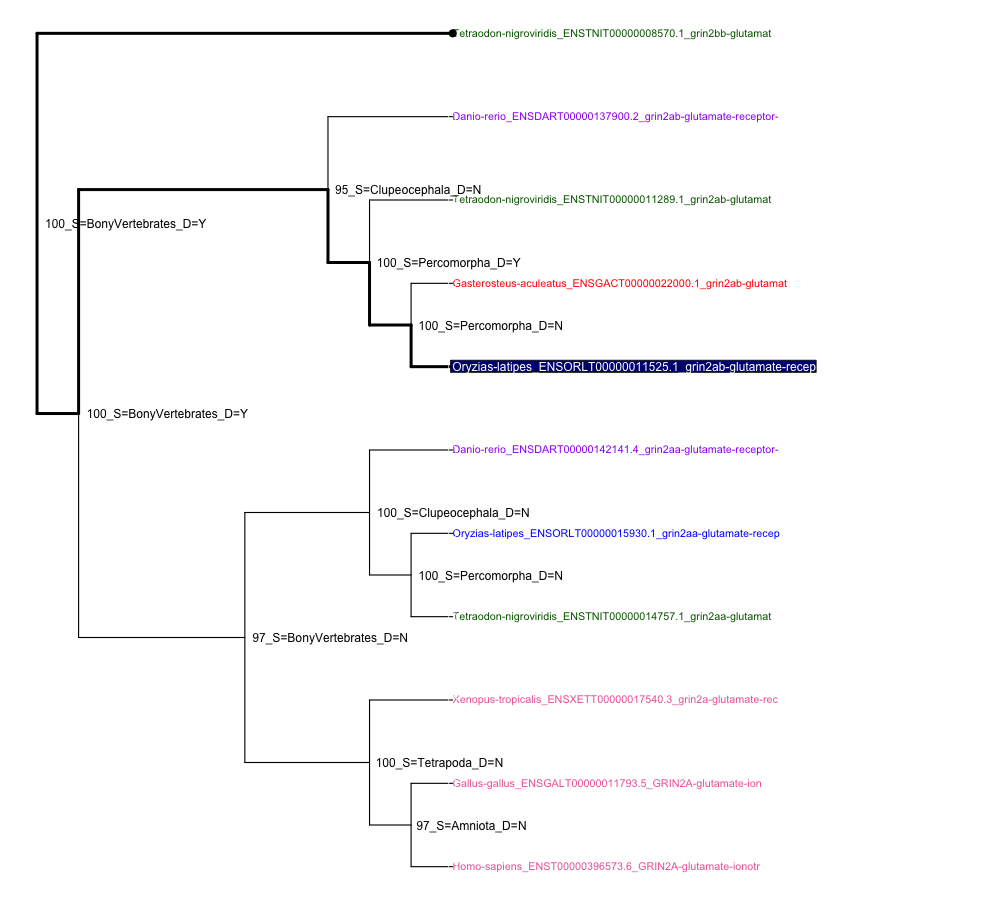 Tetraodon-nigroviridis_ENSTNIT00000008570.1_grin2bb-glutamat
Danio-rerio_ENSDART00000137900.2_grin2ab-glutamate-receptor-
95_S=Clupeocephala_D=N
Tetraodon-nigroviridis_ENSTNIT00000011289.1_grin2ab-glutamat
100_S=BonyVertebrates_D=Y
100_S=Percomorpha_D=Y
Gasterosteus-aculeatus_ENSGACT00000022000.1_grin2ab-glutamat
100_S=Percomorpha_D=N
Oryzias-latipes_ENSORLT00000011525.1_grin2ab-glutamate-recep
100_S=BonyVertebrates_D=Y
Danio-rerio_ENSDART00000142141.4_grin2aa-glutamate-receptor-
100_S=Clupeocephala_D=N
Oryzias-latipes_ENSORLT00000015930.1_grin2aa-glutamate-recep
100_S=Percomorpha_D=N
Tetraodon-nigroviridis_ENSTNIT00000014757.1_grin2aa-glutamat
97_S=BonyVertebrates_D=N
Xenopus-tropicalis_ENSXETT00000017540.3_grin2a-glutamate-rec
100_S=Tetrapoda_D=N
Gallus-gallus_ENSGALT00000011793.5_GRIN2A-glutamate-ion
97_S=Amniota_D=N
Homo-sapiens_ENST00000396573.6_GRIN2A-glutamate-ionotr